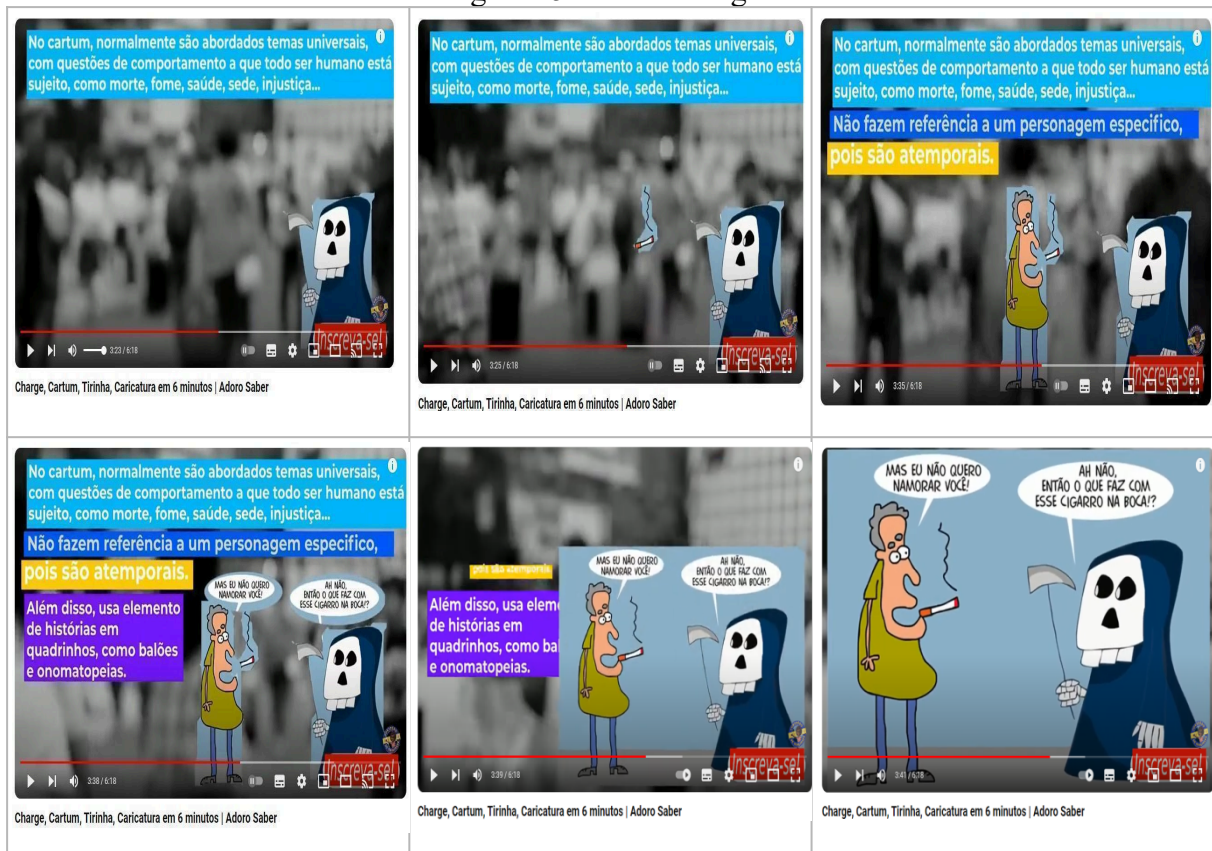 No cartum, normalmente são abordados temas universais,
com questões de comportamento a que todo ser humano está
sujeito, como morte, fome, saúde, sede, injustiça...
Inscreva-se!
3:23 / 6:18
Charge, Cartum, Tirinha, Caricatura em 6 minutos | Adoro Saber
No cartum, normalmente são abordados temas universais,
com questões de comportamento a que todo ser humano está
sujeito, como morte, fome, saúde, sede, injustiça...
Inscreva-se!
3:25 / 6:18
Charge, Cartum, Tirinha, Caricatura em 6 minutos | Adoro Saber
No cartum, normalmente são abordados temas universais,
com questões de comportamento a que todo ser humano está
sujeito, como morte, fome, saúde, sede, injustiça...
Não fazem referência a um personagem especifico,
pois são atemporais.
Inscreva-se!
3:35 / 6:18
No cartum, normalmente são abordados temas universais,
com questões de comportamento a que todo ser humano está
sujeito, como morte, fome, saúde, sede, injustiça...
Não fazem referência a um personagem especifico,
pois são atemporais.
Além disso, usa elemento
de histórias em
quadrinhos, como balões
e onomatopeias.
MAS EU NÃO QUERO
NAMORAR VOCÊ!
AH NÃO,
ENTÃO O QUE FAZ COM
ESSE CIGARRO NA BOCA!?
Inscreva-se!
3:38 / 6:18
Charge, Cartum, Tirinha, Caricatura em 6 minutos | Adoro Saber
pois são atemporais
Além disso, usa eleme
de histórias em
quadrinhos, como ba
e onomatopeias.
MAS EU NÃO QUERO
NAMORAR VOCÊ!
AH NÃO,
ENTÃO O QUE FAZ COM
ESSE CIGARRO NA BOCA!?
Inscreva-se!
3:39 / 6:18
Charge, Cartum, Tirinha, Caricatura em 6 minutos | Adoro Saber
MAS EU NÃO QUERO
NAMORAR VOCÊ!
AH NÃO,
ENTÃO O QUE FAZ COM
ESSE CIGARRO NA BOCA!?
Inscreva-se!
3:41 / 6:18
Charge, Cartum, Tirinha, Caricatura em 6 minutos | Adoro Saber